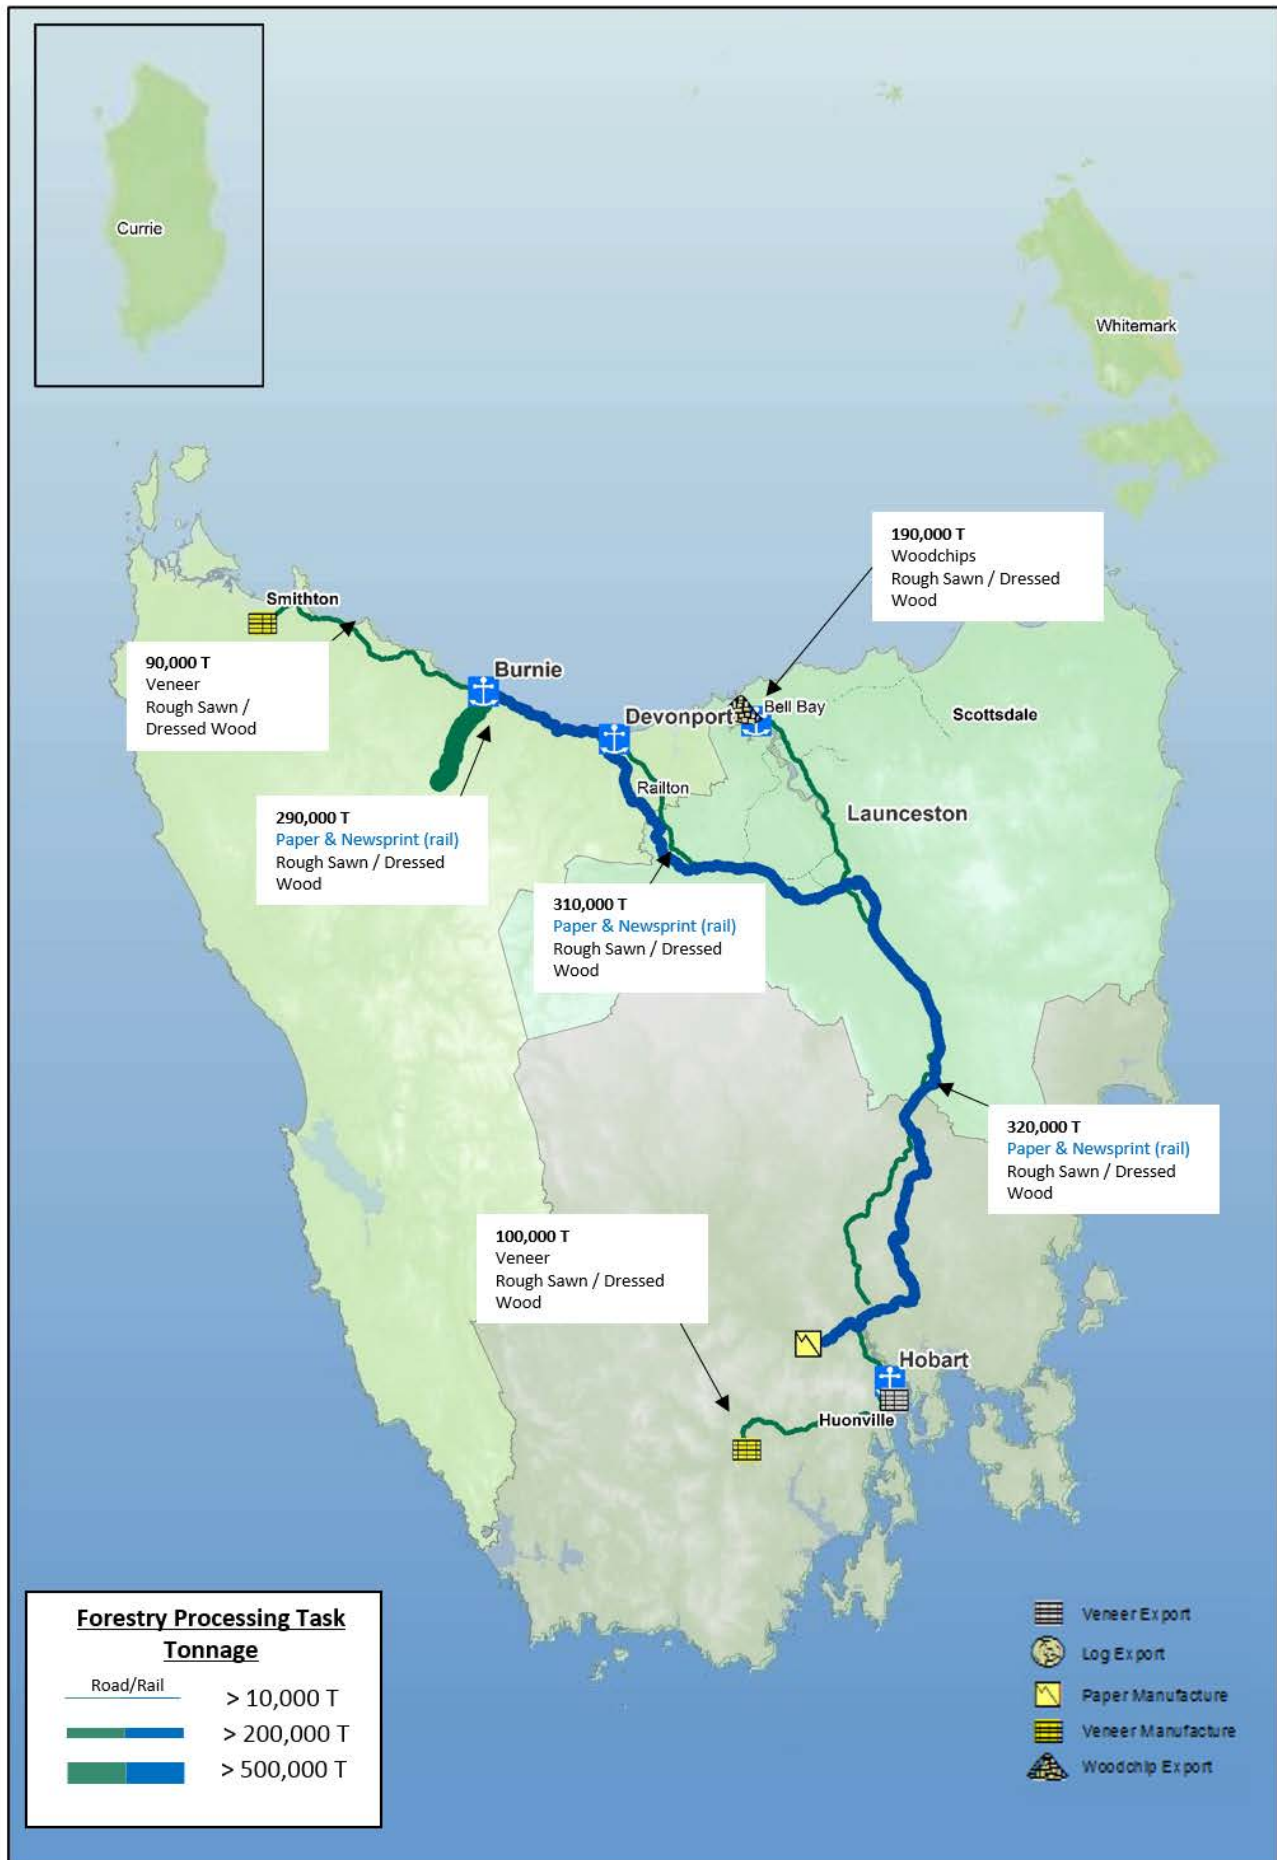 Currie
Whitemark
190,000 T
Woodchips
Rough Sawn / Dressed
Wood
Smithton
90,000 T
Veneer
Rough Sawn /
Dressed Wood
Burnie
Devonport
Bell Bay
Scottsdale
Railton
Launceston
290,000 T
Paper & Newsprint (rail)
Rough Sawn / Dressed
Wood
310,000 T
Paper & Newsprint (rail)
Rough Sawn / Dressed
Wood
320,000 T
Paper & Newsprint (rail)
Rough Sawn / Dressed
Wood
100,000 T
Veneer
Rough Sawn / Dressed
Wood
Hobart
Huonville
Forestry Processing Task
Tonnage
Road/Rail
> 10,000 T
> 200,000 T
> 500,000 T
Veneer Export
Log Export
Paper Manufacture
Veneer Manufacture
Woodchip Export